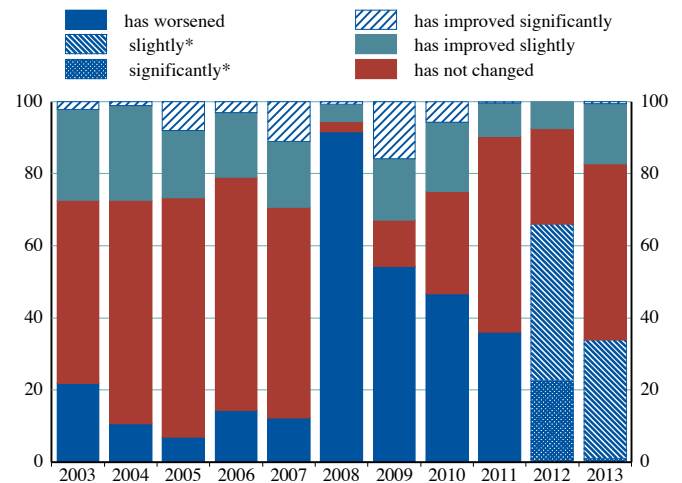 has worsened
slightly*
significantly*
has improved significantly
has improved slightly
has not changed
100 100
80 80
60 60
40 40
20 20
0 0
2003 2004 2005 2006 2007 2008 2009 2010 2011 2012 2013